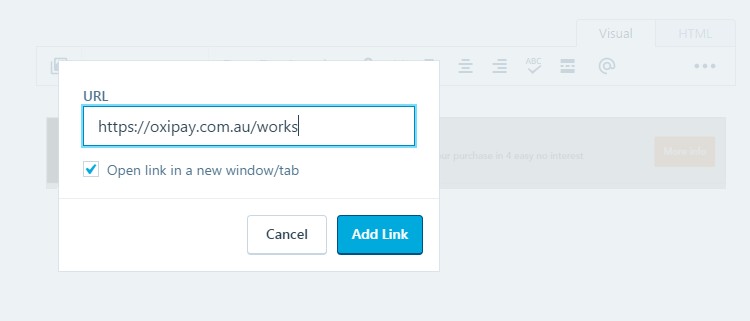 Visual
HTML
ABC
URL
https://oxipay.com.au/works
Open link in a new window/tab
your purchase in 4 easy no interest
More Info
Cancel
Add Link